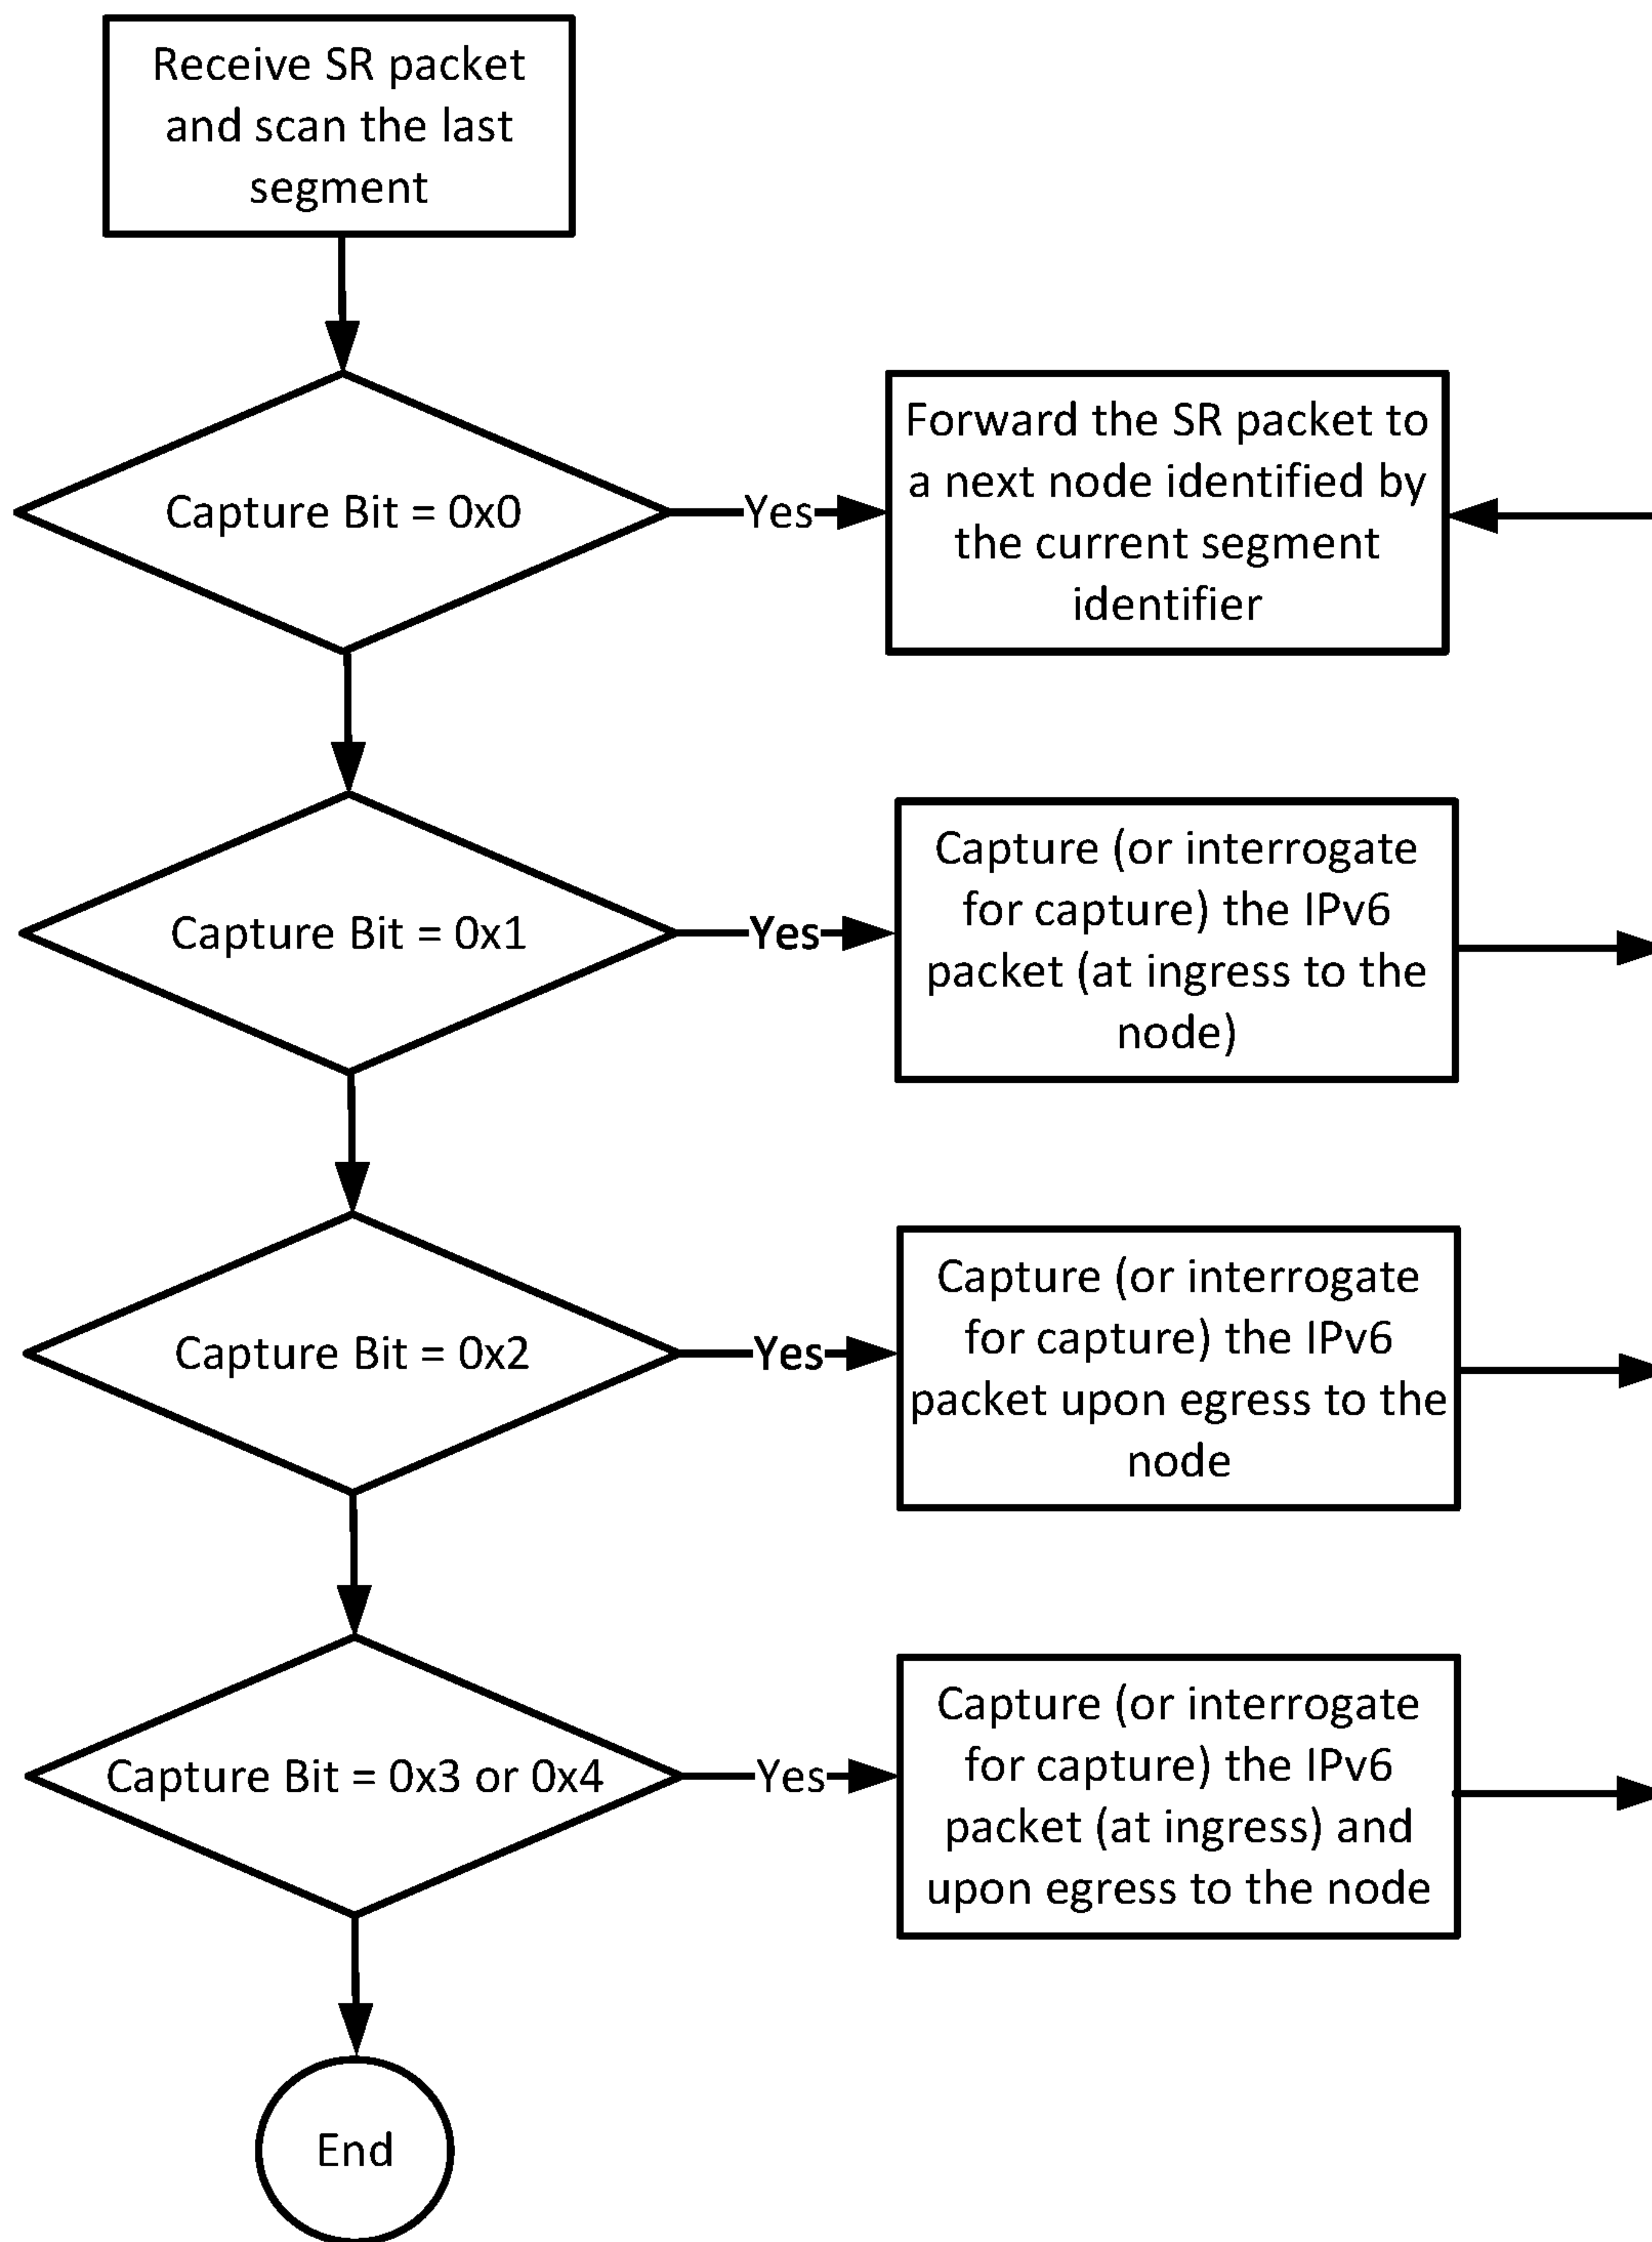 Receive SR packet
and scan the last
segment
Capture Bit = 0x0
Yes
Forward the SR packet to
a next node identified by
the current segment
identifier
Capture Bit = 0x1
Yes
Capture (or interrogate
for capture) the IPv6
packet (at ingress to the
node)
Capture Bit = 0x2
Yes
Capture (or interrogate
for capture) the IPv6
packet upon egress to the
node
Capture Bit = 0x3 or 0x4
Yes
Capture (or interrogate
for capture) the IPv6
packet (at ingress) and
upon egress to the node
End